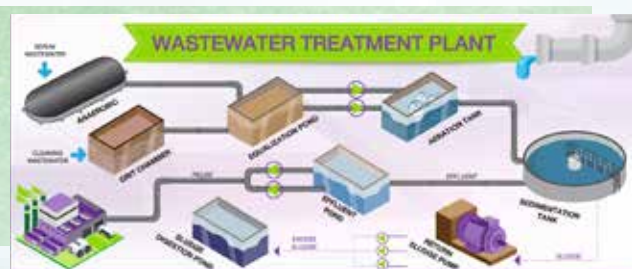 WASTEWATER TREATMENT PLANT
WASTEWATER
ANAEROBIC
CLEANING
WASTEWATER
GRIT CHAMBER
EQUALIZATION POND
AERATION TANK
SEDIMENTATION
TANK
EFFLUENT
EFFLUENT
POND
SLUDGE
DIGESTION POND
EXCESS
SLUDGE
RETURN
SLUDGE PUMP
SLUDGE